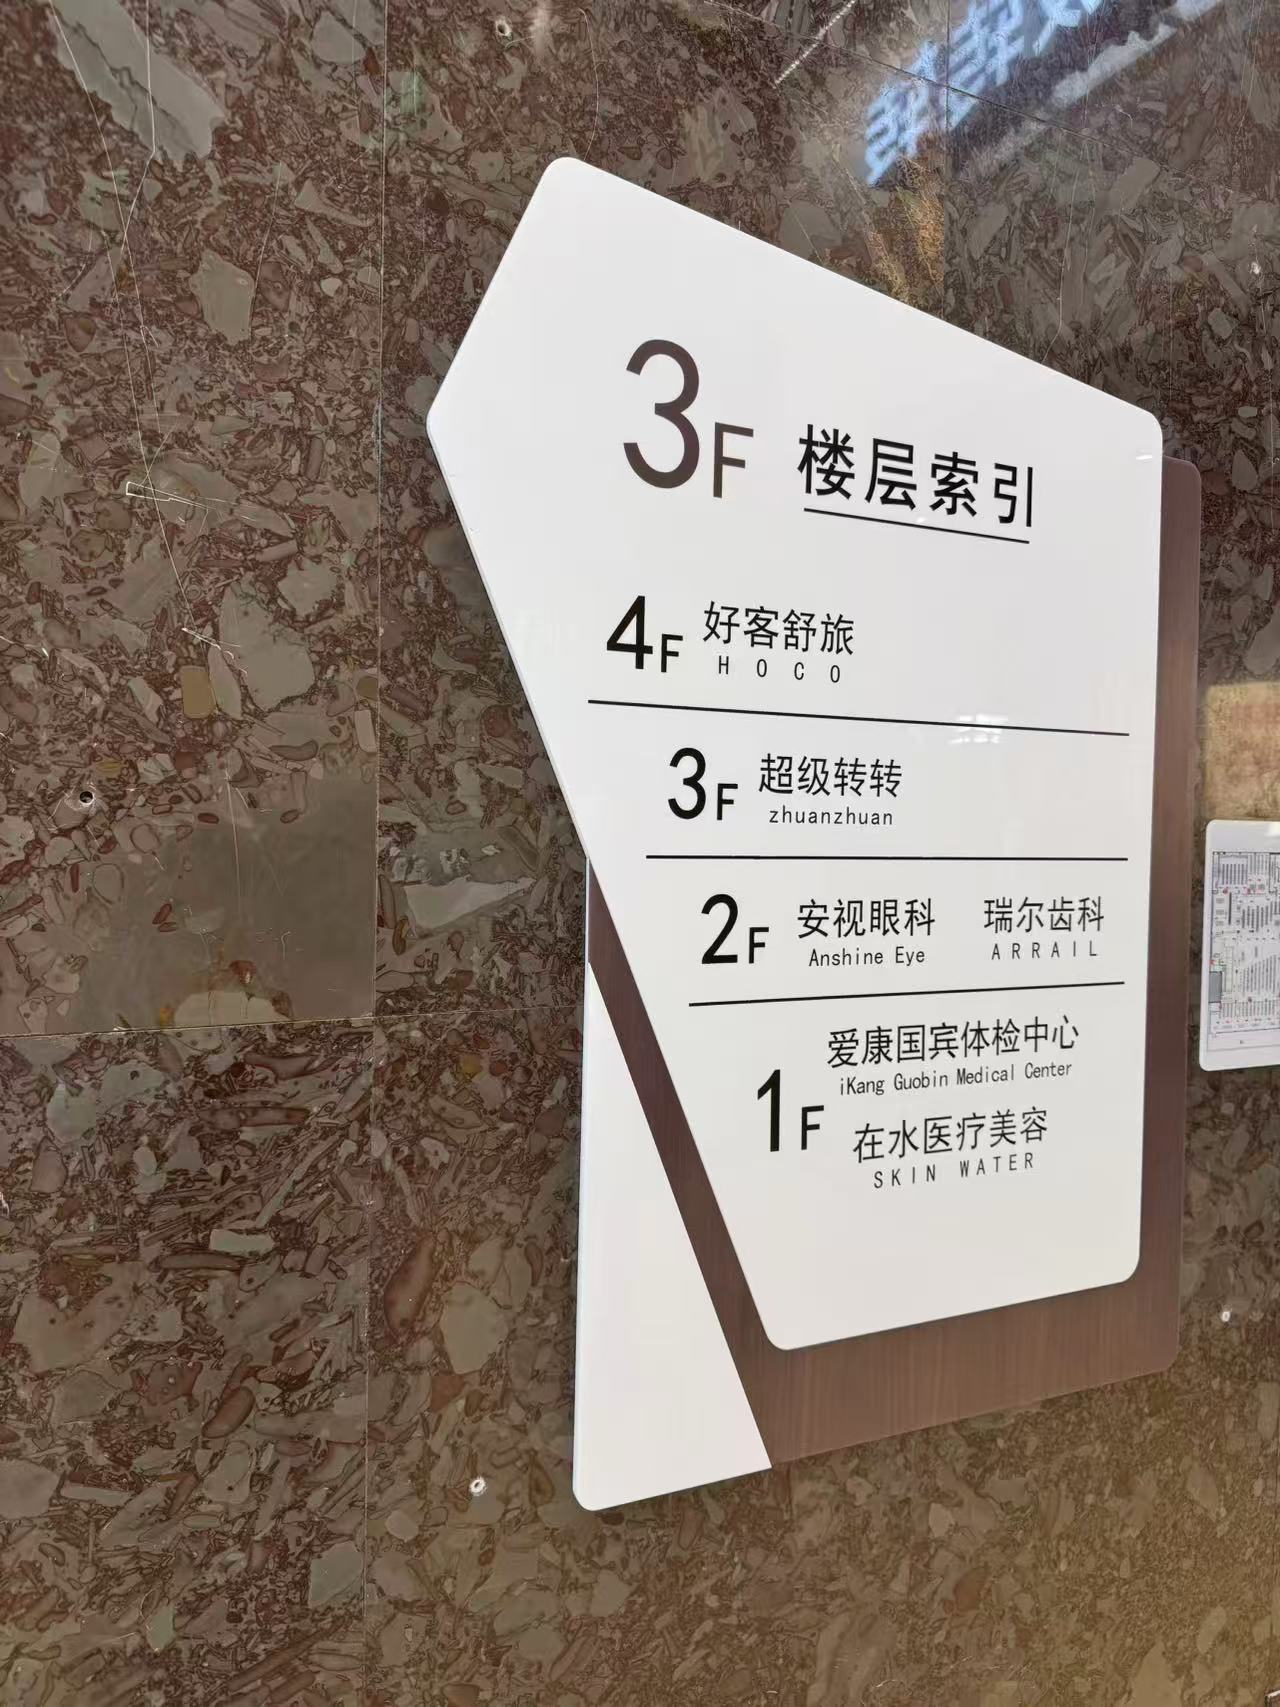 3F 楼层索引
4F 好客舒旅
HOCO
3F 超级转转
zhuanzhuan
2F 安视眼科 瑞尔齿科
Anshine Eye ARRAIL
1F 爱康国宾体检中心
iKang Guobin Medical Center
在水医疗美容
SKIN WATER